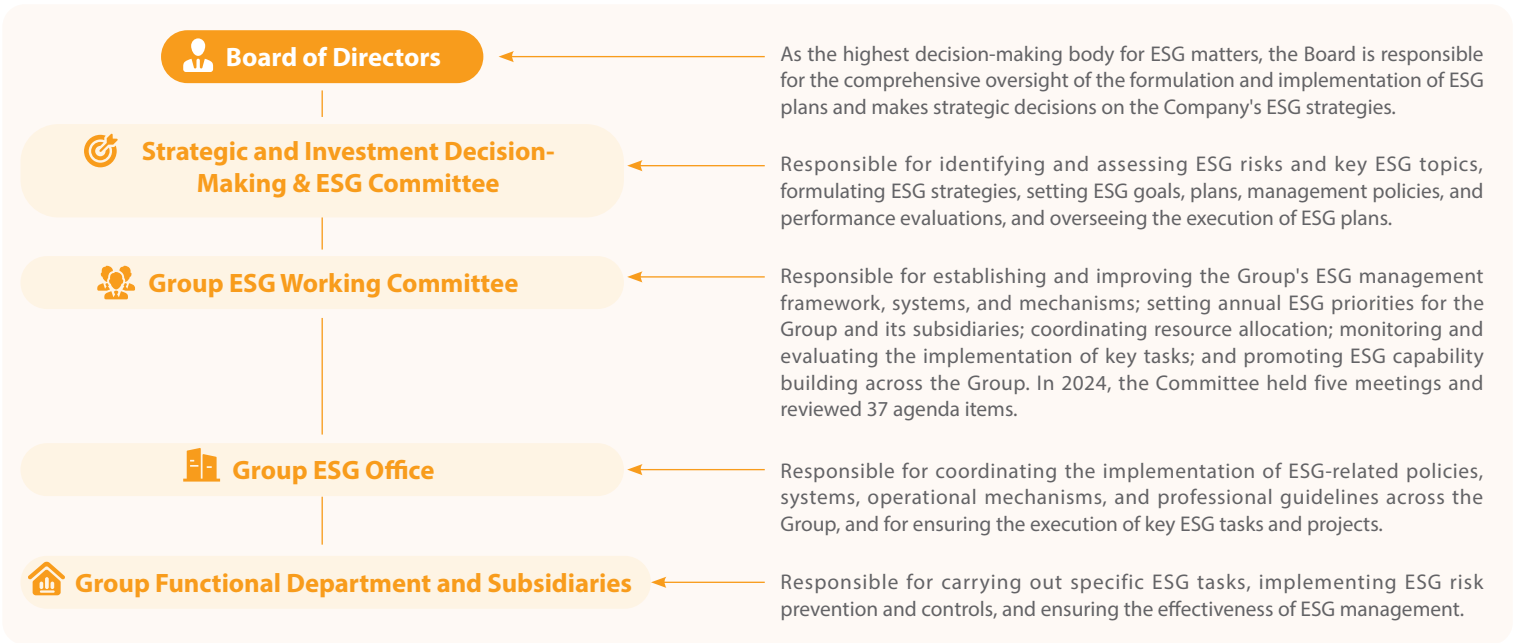 Board of Directors
As the highest decision-making body for ESG matters, the Board is responsible
for the comprehensive oversight of the formulation and implementation of ESG
plans and makes strategic decisions on the Company's ESG strategies.
Strategic and Investment Decision-
Making & ESG Committee
Responsible for identifying and assessing ESG risks and key ESG topics,
formulating ESG strategies, setting ESG goals, plans, management policies, and
performance evaluations, and overseeing the execution of ESG plans.
Group ESG Working Committee
Responsible for establishing and improving the Group's ESG management
framework, systems, and mechanisms; setting annual ESG priorities for the
Group and its subsidiaries; coordinating resource allocation; monitoring and
evaluating the implementation of key tasks; and promoting ESG capability
building across the Group. In 2024, the Committee held five meetings and
reviewed 37 agenda items.
Group ESG Office
Responsible for coordinating the implementation of ESG-related policies,
systems, operational mechanisms, and professional guidelines across the
Group, and for ensuring the execution of key ESG tasks and projects.
Group Functional Department and Subsidiaries
Responsible for carrying out specific ESG tasks, implementing ESG risk
prevention and controls, and ensuring the effectiveness of ESG management.